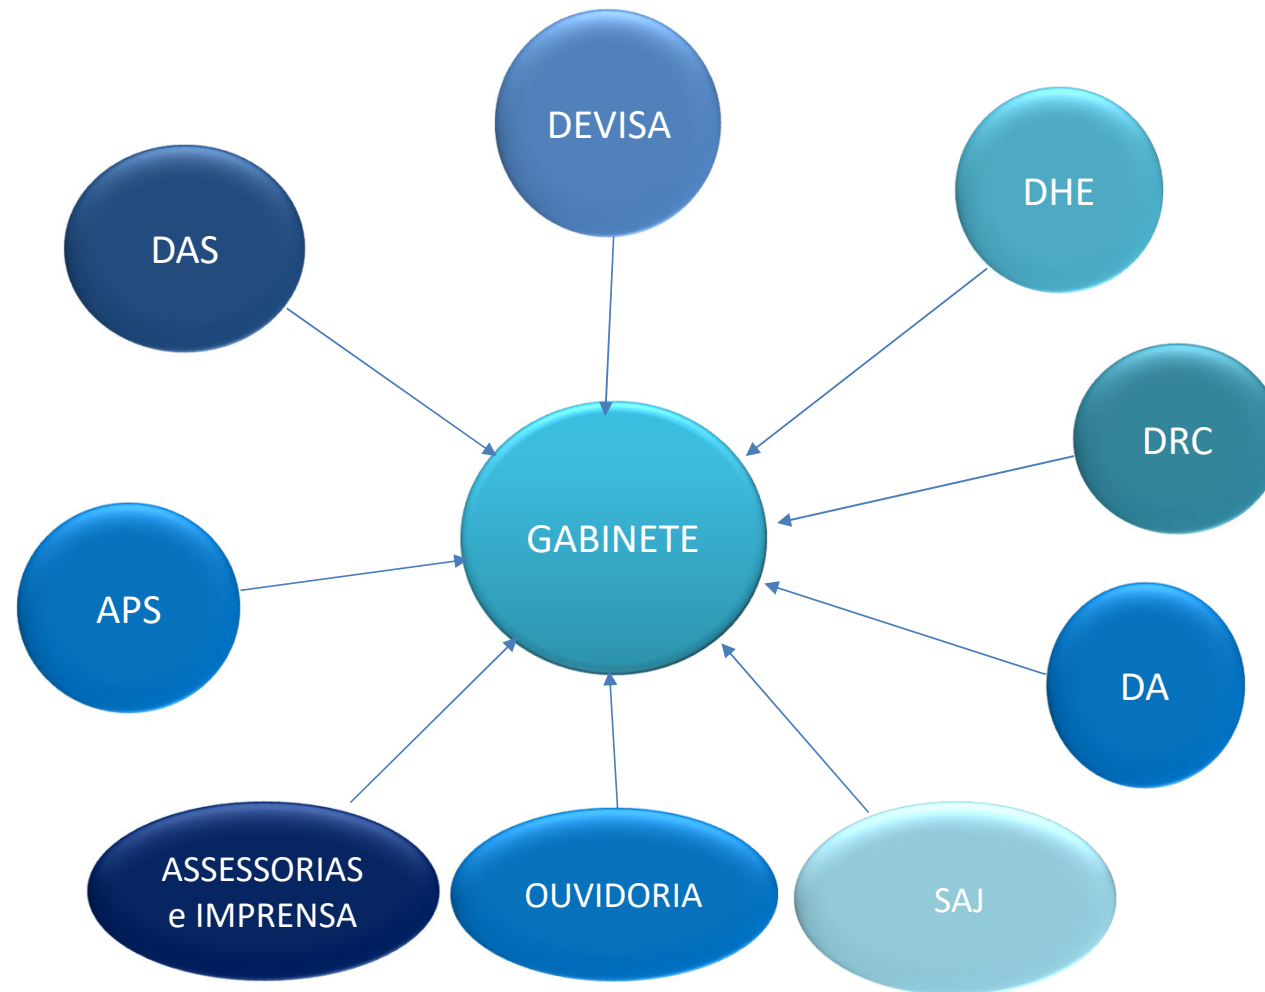 DEVISA
DHE
DAS
DRC
GABINETE
APS
DA
ASSESSORIAS
e IMPRENSA
OUVIDORIA
SAJ